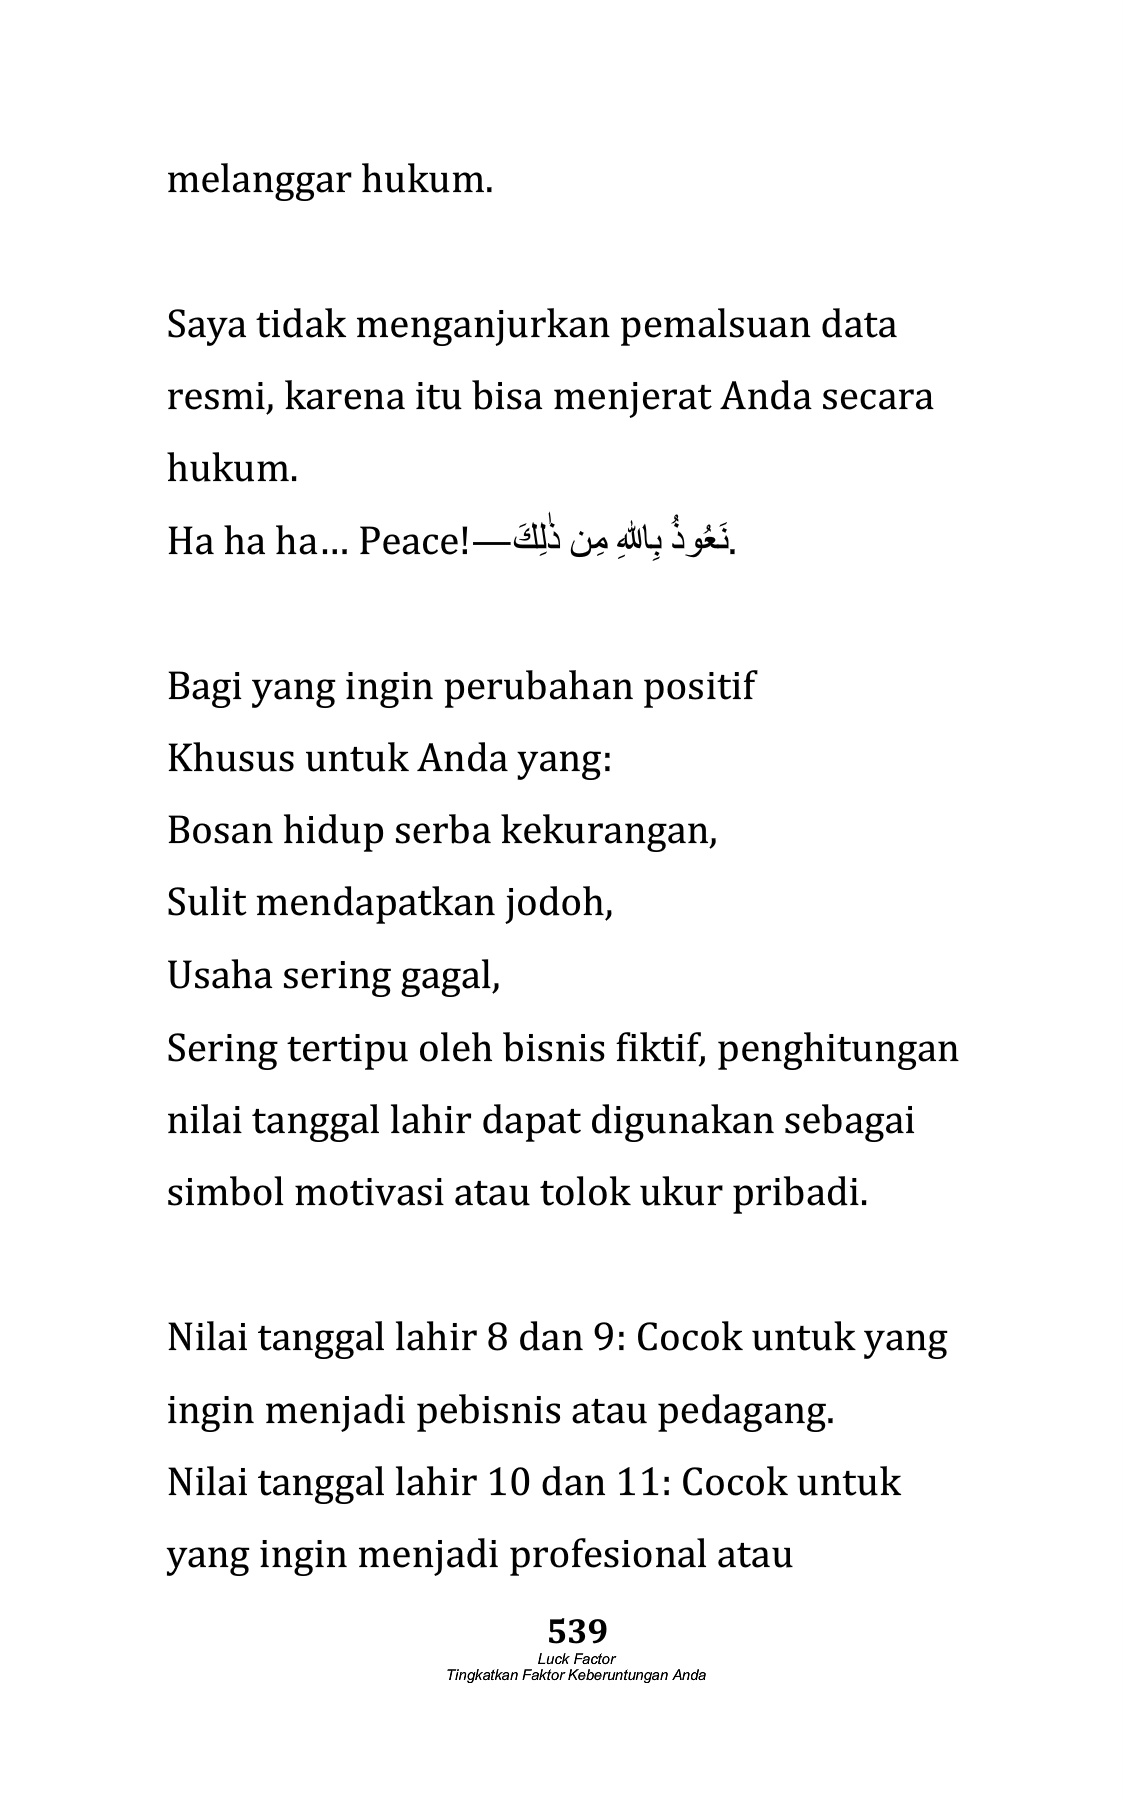 melanggar hukum.
Saya tidak menganjurkan pemalsuan data
resmi, karena itu bisa menjerat Anda secara
hukum.
Ha ha ha… Peace!—نَعُوذُ بِاللهِ مِن ذَٰلِكَ.
Bagi yang ingin perubahan positif
Khusus untuk Anda yang:
Bosan hidup serba kekurangan,
Sulit mendapatkan jodoh,
Usaha sering gagal,
Sering tertipu oleh bisnis fiktif, penghitungan
nilai tanggal lahir dapat digunakan sebagai
simbol motivasi atau tolok ukur pribadi.
Nilai tanggal lahir 8 dan 9: Cocok untuk yang
ingin menjadi pebisnis atau pedagang.
Nilai tanggal lahir 10 dan 11: Cocok untuk
yang ingin menjadi profesional atau
539
Luck Factor
Tingkatkan Faktor Keberuntungan Anda